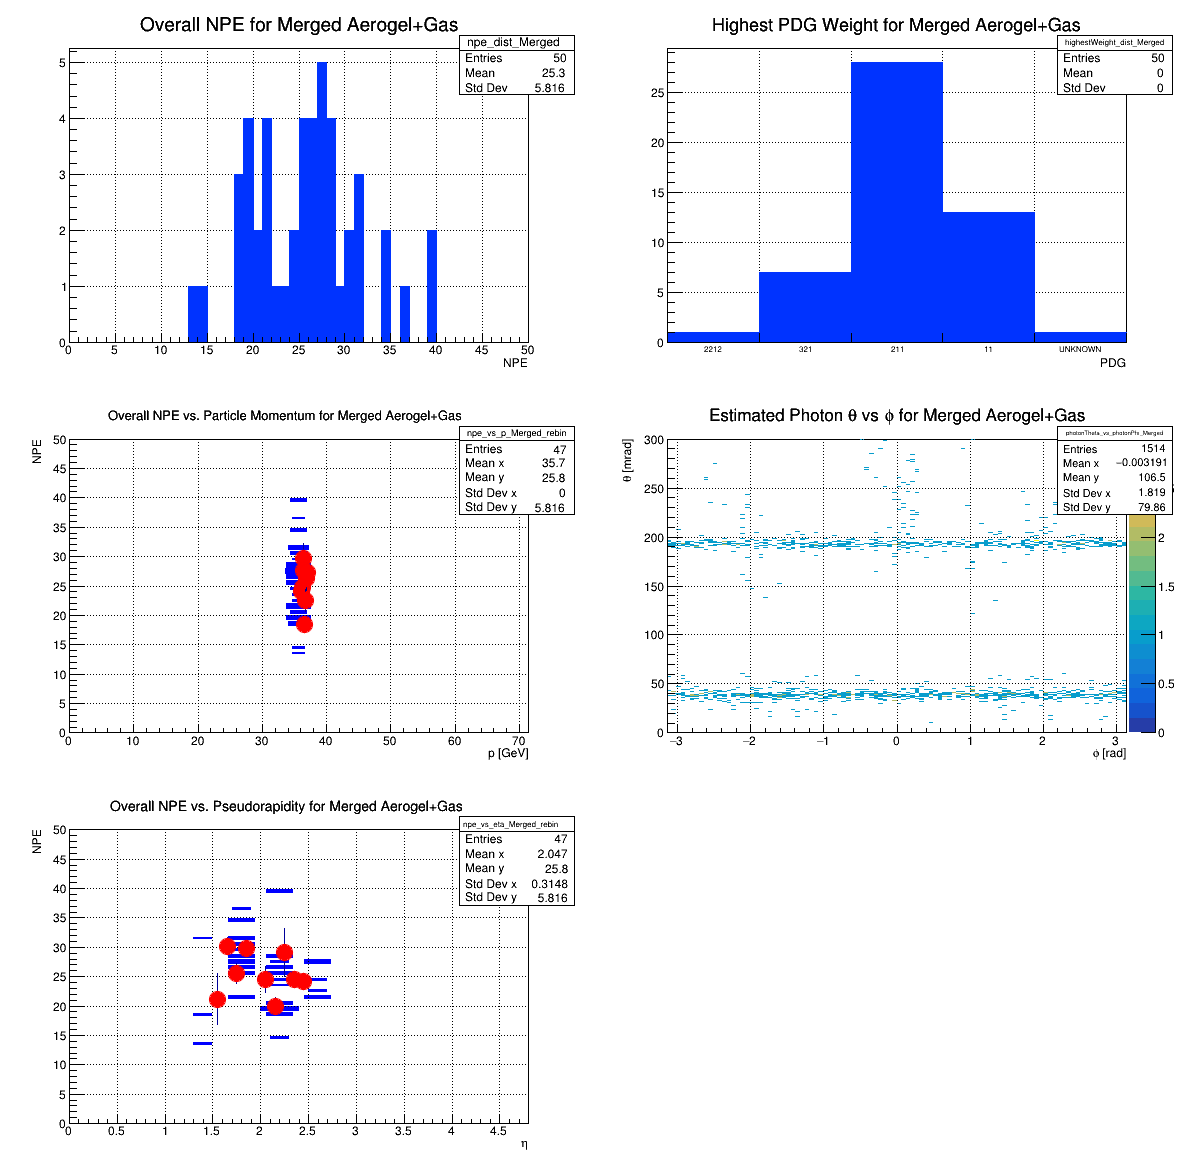 Overall NPE for Merged Aerogel+Gas
npe_dist_Merged
Entries 50
Mean 25.3
Std Dev 5.816
5
4
3
2
1
0
0 5 10 15 20 25 30 35 40 45 50
NPE
Highest PDG Weight for Merged Aerogel+Gas
highestWeight_dist_Merged
Entries 50
Mean 0
Std Dev 0
25
20
15
10
5
0
2212 321 211 11 UNKNOWN
PDG
Overall NPE vs. Particle Momentum for Merged Aerogel+Gas
npe_vs_p_Merged_rebin
Entries 47
Mean x 35.7
Mean y 25.8
Std Dev x 0
Std Dev y 5.816
NPE
50
45
40
35
30
25
20
15
10
5
0
0 10 20 30 40 50 60 70
p [GeV]
Estimated Photon θ vs ϕ for Merged Aerogel+Gas
photonTheta_vs_photonPhi_Merged
Entries 1514
Mean x −0.003191
Mean y 106.5
Std Dev x 1.819
Std Dev y 79.86
θ [mrad]
300
250
200
150
100
50
0
−3 −2 −1 0 1 2 3
ϕ [rad]
2
1.5
1
0.5
0
Overall NPE vs. Pseudorapidity for Merged Aerogel+Gas
npe_vs_eta_Merged_rebin
Entries 47
Mean x 2.047
Mean y 25.8
Std Dev x 0.3148
Std Dev y 5.816
NPE
50
45
40
35
30
25
20
15
10
5
0
0 0.5 1 1.5 2 2.5 3 3.5 4 4.5
η